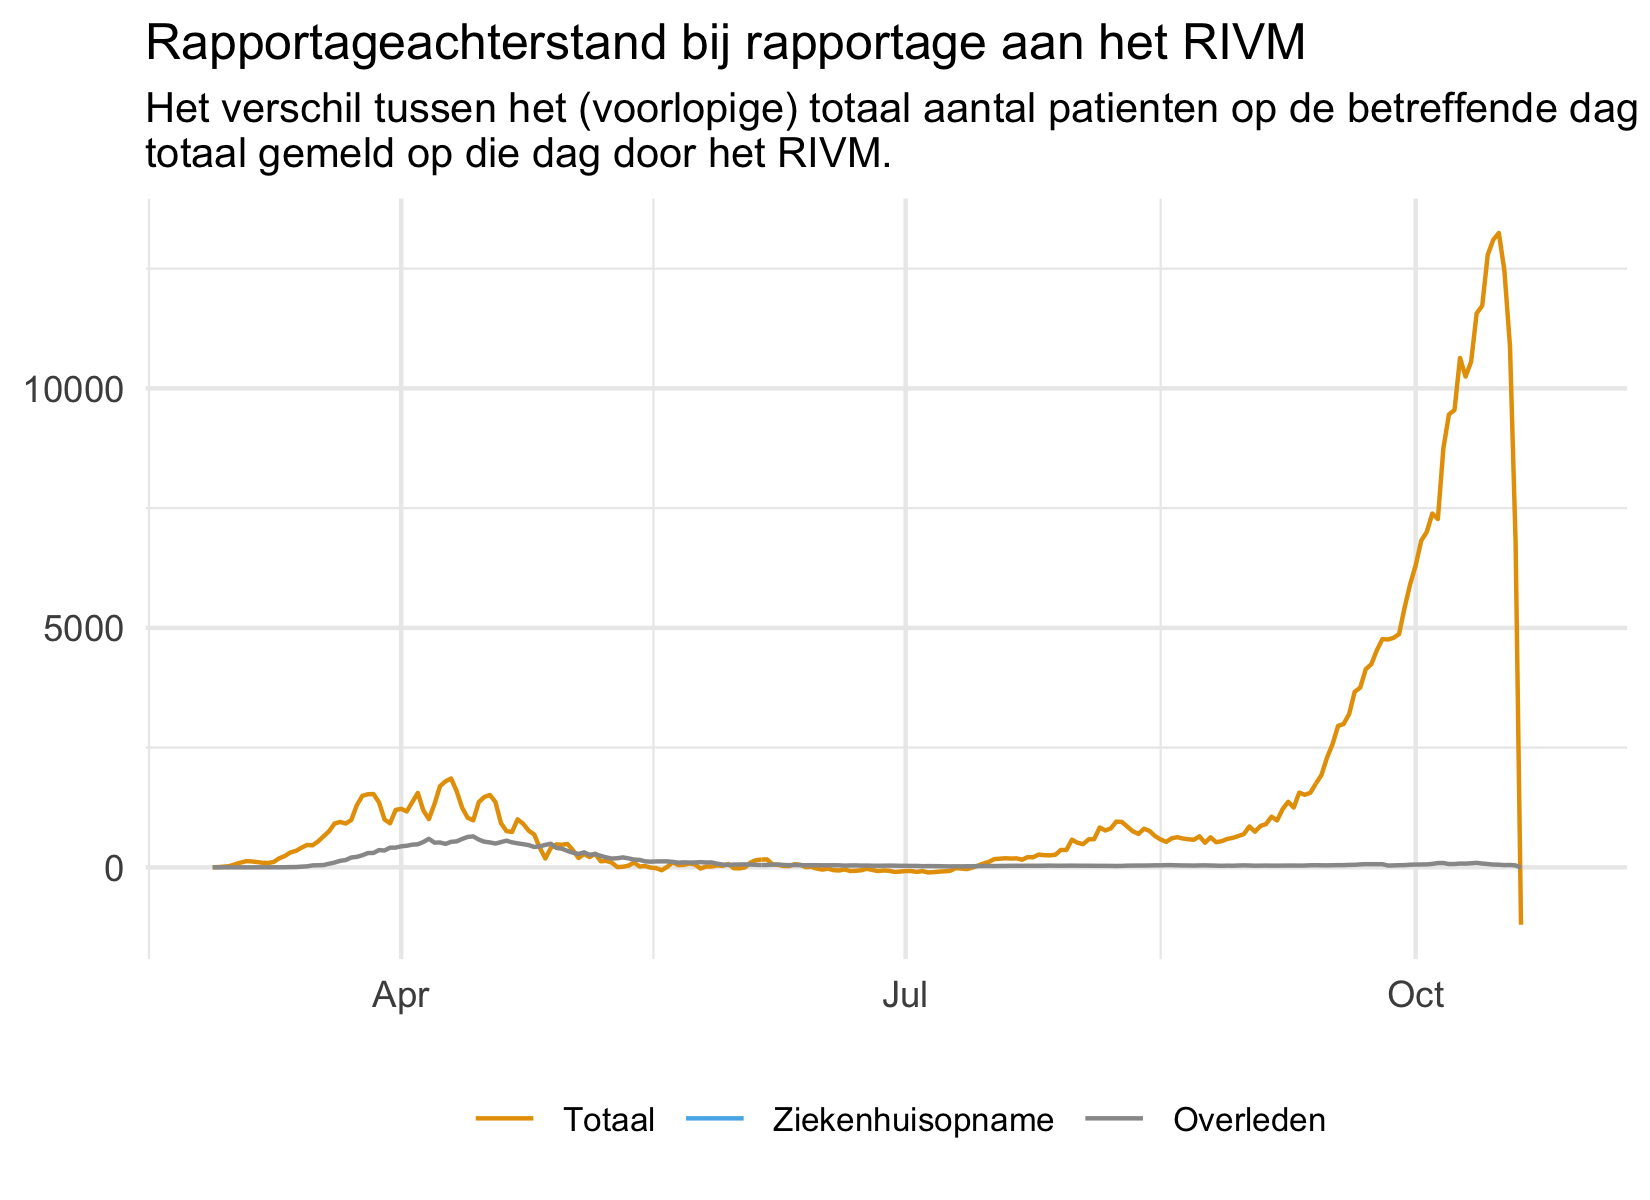 Rapportageachterstand bij rapportage aan het RIVM
Het verschil tussen het (voorlopige) totaal aantal patienten op de betreffende dag
totaal gemeld op die dag door het RIVM.
10000
5000
0
Apr Jul Oct
Totaal Ziekenhuisopname Overleden